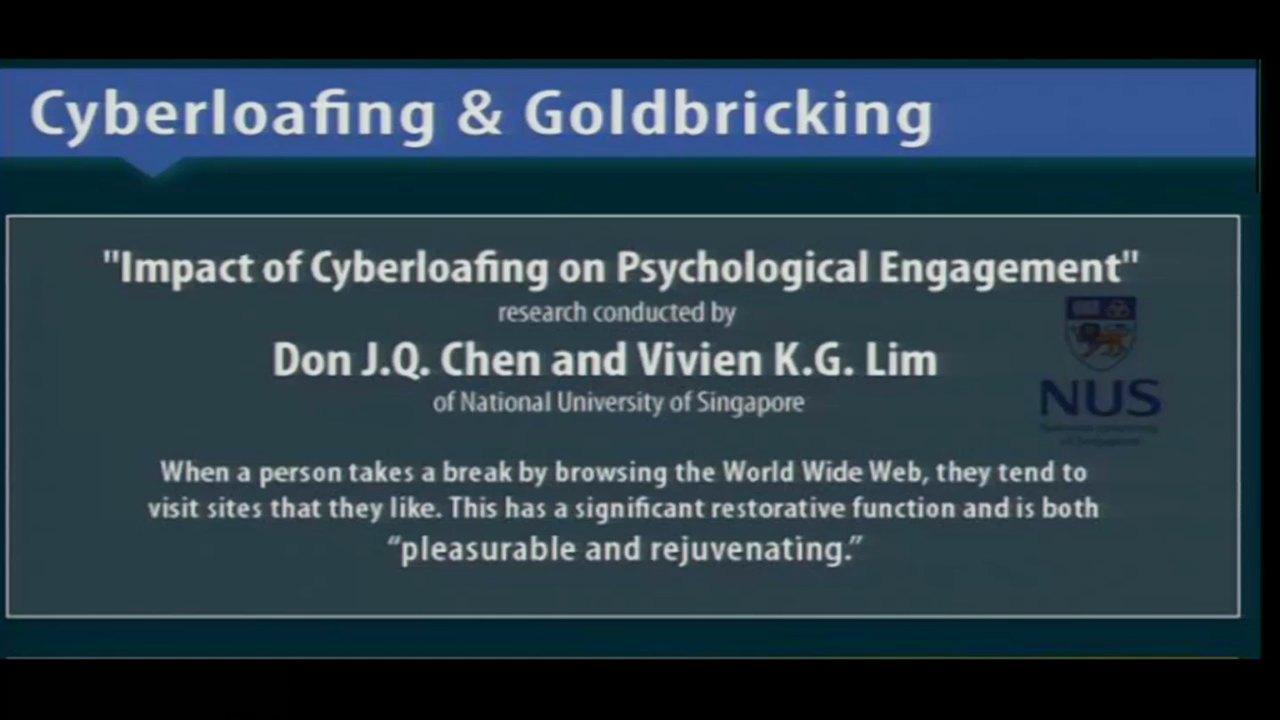 Cyberloafing & Goldbricking
"Impact of Cyberloafing on Psychological Engagement"
research conducted by
Don J.Q. Chen and Vivien K.G. Lim
of National University of Singapore
NUS
When a person takes a break by browsing the World Wide Web, they tend to
visit sites that they like. This has a significant restorative function and is both
“pleasurable and rejuvenating.”